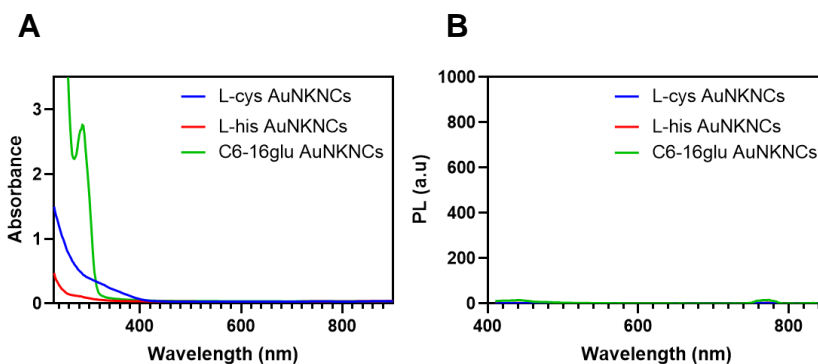 A
Absorbance
3
2
1
0
L-cys AuNKNCs
L-his AuNKNCs
C6-16glu AuNKNCs
400
600
800
Wavelength (nm)
B
PL (a.u)
1000
800
600
400
200
0
L-cys AuNKNCs
L-his AuNKNCs
C6-16glu AuNKNCs
400
600
800
Wavelength (nm)